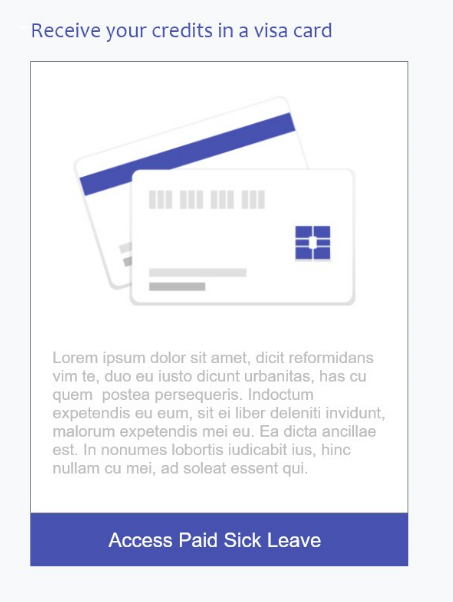 Receive your credits in a visa card
Lorem ipsum dolor sit amet, dicit reformidans
vim te, duo eu iusto dicunt urbanitas, has cu
quem postea persequeris. Indoctum
expetendis eu eum, sit ei liber deleniti invidunt,
malorum expetendis mei eu. Ea dicta ancillae
est. In nonumes lobortis iudicabit ius, hinc
nullam cu mei, ad soleat essent qui.
Access Paid Sick Leave